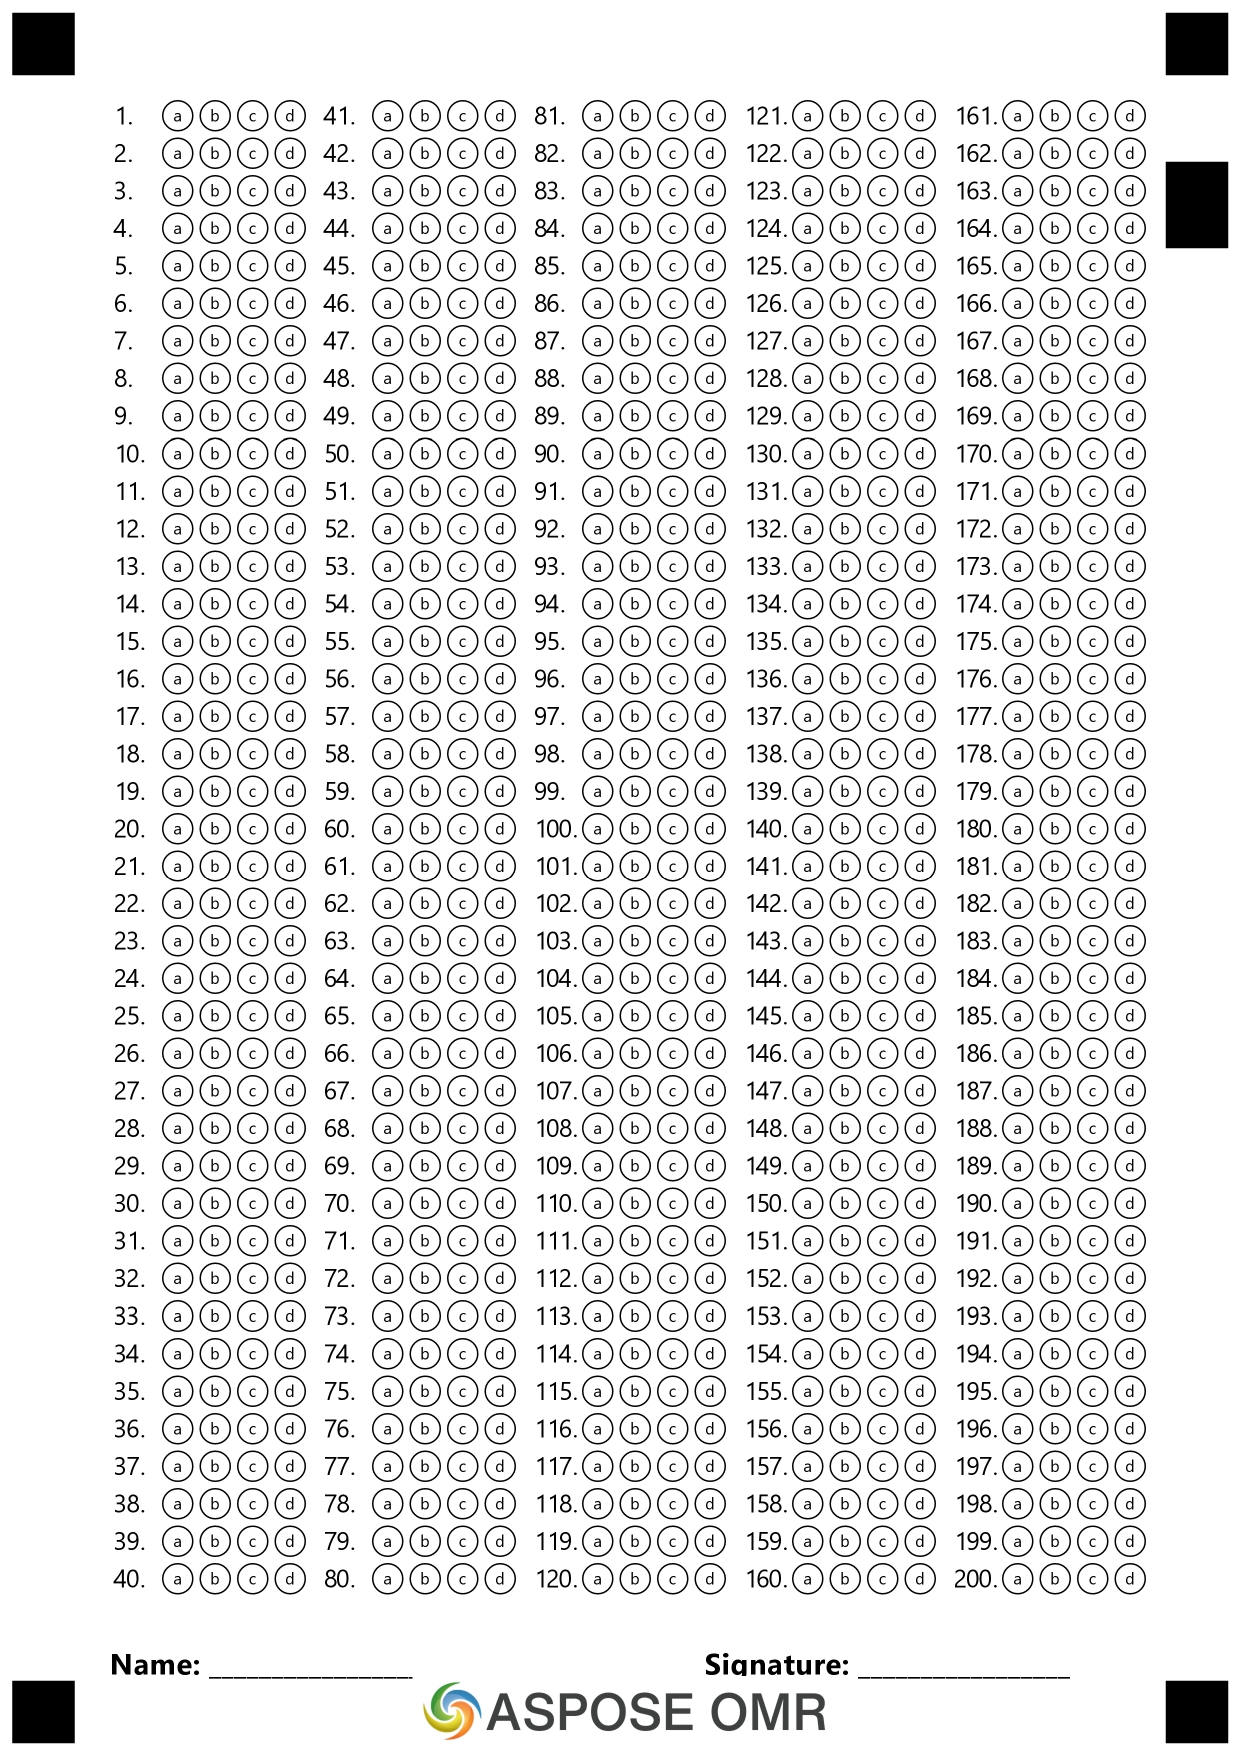 1. a b c d 41. a b c d 81. a b c d 121. a b c d 161. a b c d
2. a b c d 42. a b c d 82. a b c d 122. a b c d 162. a b c d
3. a b c d 43. a b c d 83. a b c d 123. a b c d 163. a b c d
4. a b c d 44. a b c d 84. a b c d 124. a b c d 164. a b c d
5. a b c d 45. a b c d 85. a b c d 125. a b c d 165. a b c d
6. a b c d 46. a b c d 86. a b c d 126. a b c d 166. a b c d
7. a b c d 47. a b c d 87. a b c d 127. a b c d 167. a b c d
8. a b c d 48. a b c d 88. a b c d 128. a b c d 168. a b c d
9. a b c d 49. a b c d 89. a b c d 129. a b c d 169. a b c d
10. a b c d 50. a b c d 90. a b c d 130. a b c d 170. a b c d
11. a b c d 51. a b c d 91. a b c d 131. a b c d 171. a b c d
12. a b c d 52. a b c d 92. a b c d 132. a b c d 172. a b c d
13. a b c d 53. a b c d 93. a b c d 133. a b c d 173. a b c d
14. a b c d 54. a b c d 94. a b c d 134. a b c d 174. a b c d
15. a b c d 55. a b c d 95. a b c d 135. a b c d 175. a b c d
16. a b c d 56. a b c d 96. a b c d 136. a b c d 176. a b c d
17. a b c d 57. a b c d 97. a b c d 137. a b c d 177. a b c d
18. a b c d 58. a b c d 98. a b c d 138. a b c d 178. a b c d
19. a b c d 59. a b c d 99. a b c d 139. a b c d 179. a b c d
20. a b c d 60. a b c d 100. a b c d 140. a b c d 180. a b c d
21. a b c d 61. a b c d 101. a b c d 141. a b c d 181. a b c d
22. a b c d 62. a b c d 102. a b c d 142. a b c d 182. a b c d
23. a b c d 63. a b c d 103. a b c d 143. a b c d 183. a b c d
24. a b c d 64. a b c d 104. a b c d 144. a b c d 184. a b c d
25. a b c d 65. a b c d 105. a b c d 145. a b c d 185. a b c d
26. a b c d 66. a b c d 106. a b c d 146. a b c d 186. a b c d
27. a b c d 67. a b c d 107. a b c d 147. a b c d 187. a b c d
28. a b c d 68. a b c d 108. a b c d 148. a b c d 188. a b c d
29. a b c d 69. a b c d 109. a b c d 149. a b c d 189. a b c d
30. a b c d 70. a b c d 110. a b c d 150. a b c d 190. a b c d
31. a b c d 71. a b c d 111. a b c d 151. a b c d 191. a b c d
32. a b c d 72. a b c d 112. a b c d 152. a b c d 192. a b c d
33. a b c d 73. a b c d 113. a b c d 153. a b c d 193. a b c d
34. a b c d 74. a b c d 114. a b c d 154. a b c d 194. a b c d
35. a b c d 75. a b c d 115. a b c d 155. a b c d 195. a b c d
36. a b c d 76. a b c d 116. a b c d 156. a b c d 196. a b c d
37. a b c d 77. a b c d 117. a b c d 157. a b c d 197. a b c d
38. a b c d 78. a b c d 118. a b c d 158. a b c d 198. a b c d
39. a b c d 79. a b c d 119. a b c d 159. a b c d 199. a b c d
40. a b c d 80. a b c d 120. a b c d 160. a b c d 200. a b c d
Name: ________________ Signature: ________________
ASPOSE OMR